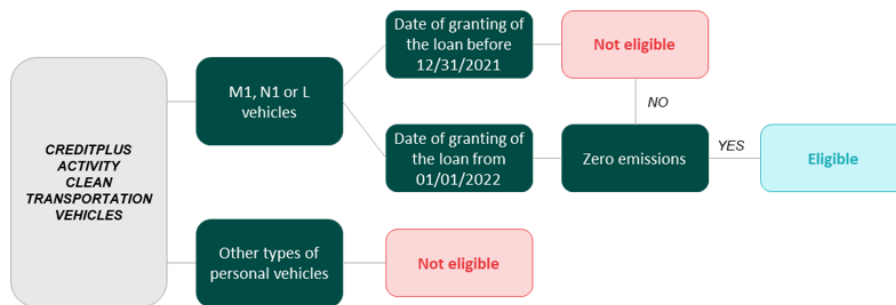 CREDITPLUS
ACTIVITY
CLEAN
TRANSPORTATION
VEHICLES
M1, N1 or L
vehicles
Date of granting of
the loan before
12/31/2021
Not eligible
NO
Date of granting of
the loan from
01/01/2022
Zero emissions
YES
Eligible
Other types of
personal vehicles
Not eligible